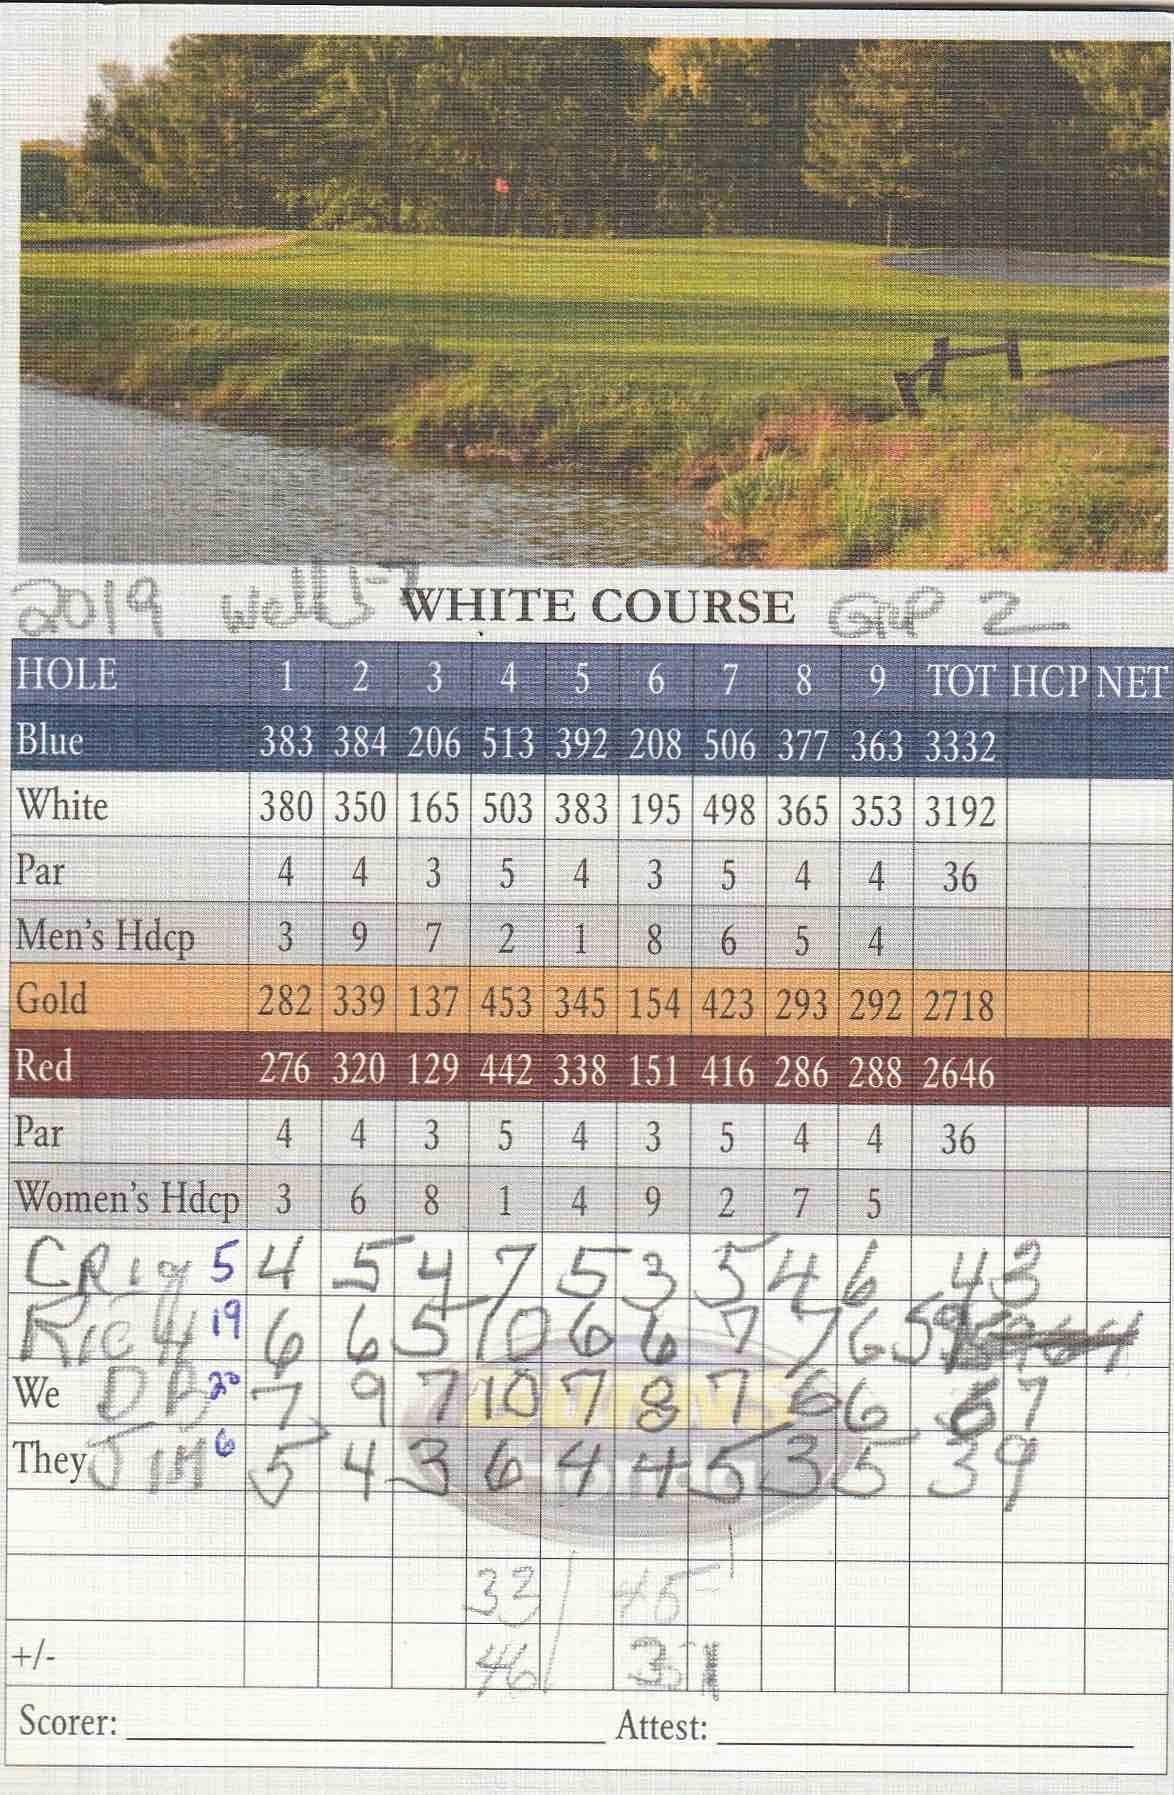 2019 WHITE COURSE GRP 2
HOLE 1 2 3 4 5 6 7 8 9 TOT HCP NET
Blue 383 384 206 513 392 208 506 377 363 3332
White 380 350 165 503 383 195 498 365 353 3192
Par 4 4 3 5 4 3 5 4 4 36
Men's Hdcp 3 9 7 2 1 8 6 5 4
Gold 282 339 137 453 345 154 423 293 292 2718
Red 276 320 129 442 338 151 416 286 288 2646
Par 4 4 3 5 4 3 5 4 4 36
Women's Hdcp 3 6 8 1 4 9 2 7 5
5 4 5 4 7 5 3 5 4 6 43
RICH 19 6 6 5 10 6 6 7 7 6 59
We DB 20 7 9 7 10 7 8 7 6 6 67
They JIM 6 5 4 3 6 4 4 5 3 5 39
33 45
+/- 46 31
Scorer: Attest: